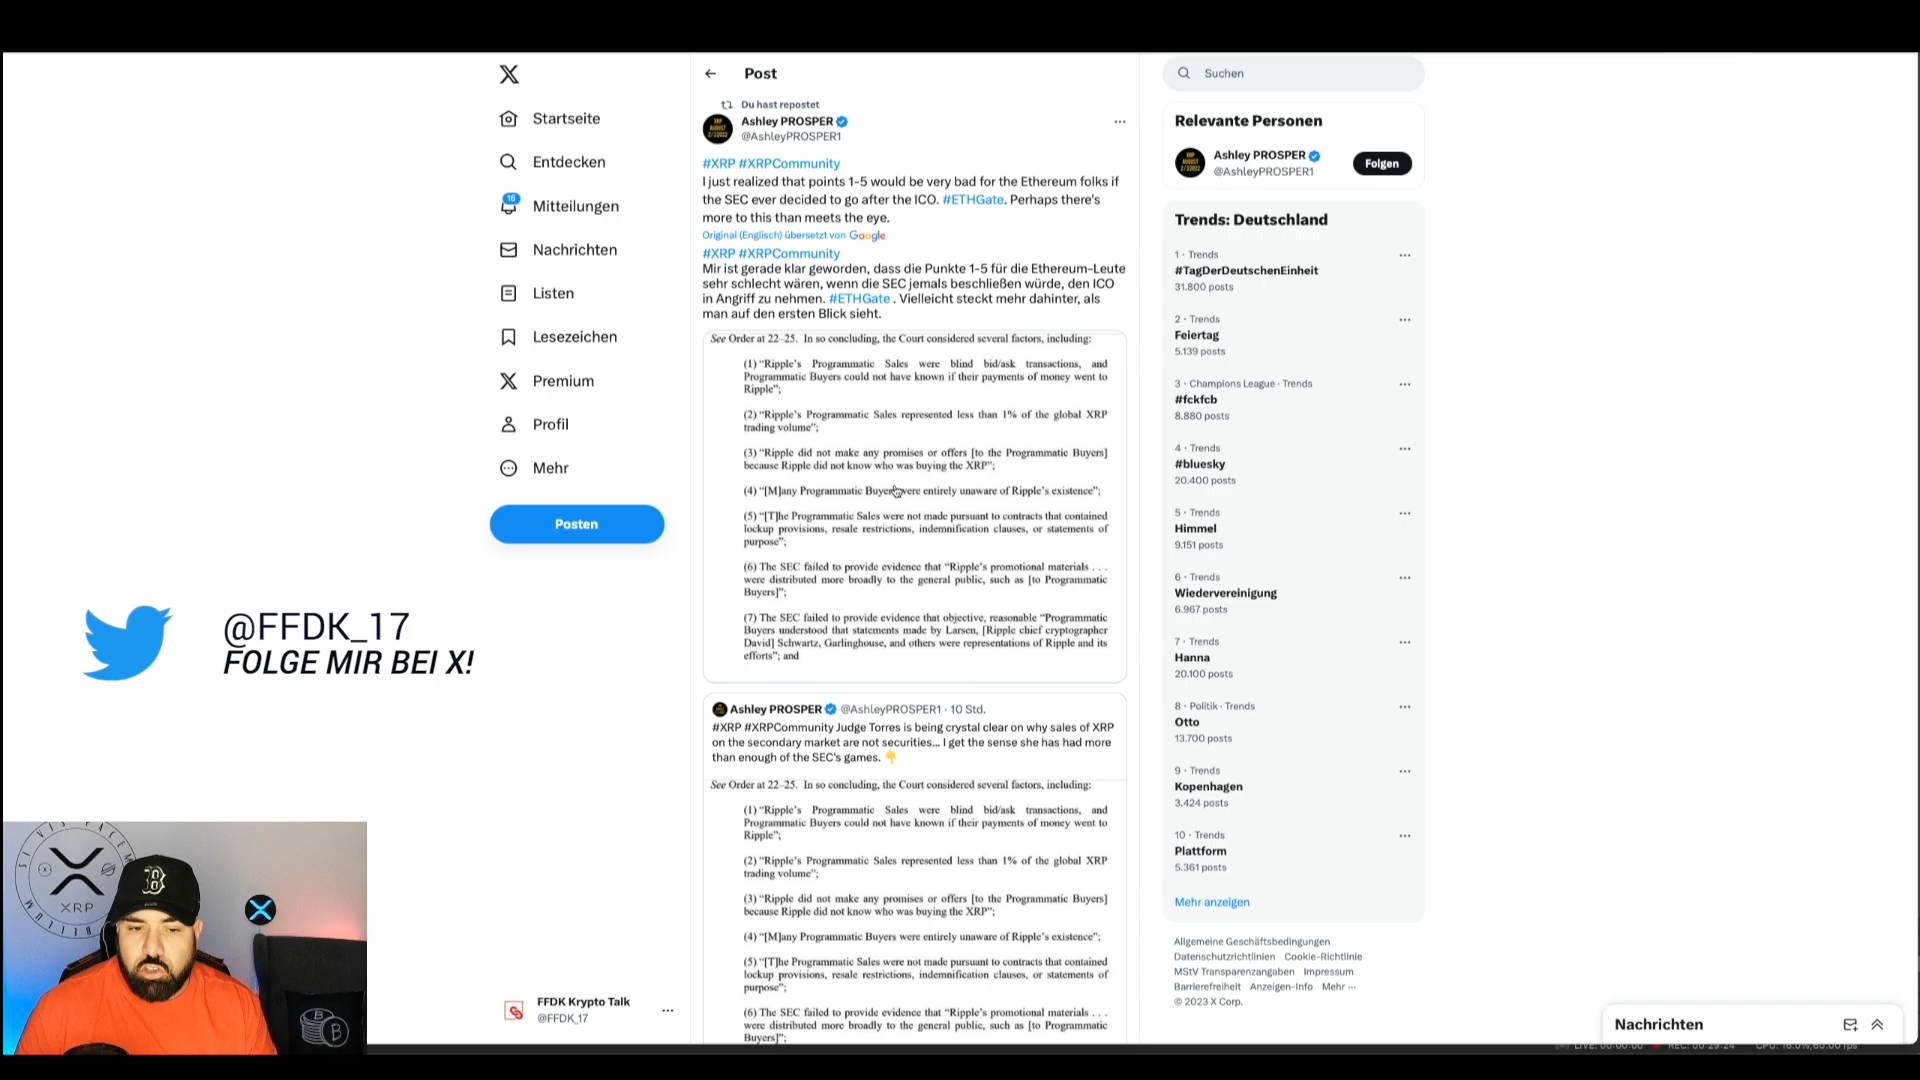 Startseite
Entdecken
16
Mitteilungen
Nachrichten
Listen
Lesezeichen
Premium
Profil
Mehr
Posten
@FFDK_17
FOLGE MIR BEI X!
XRP
FFDK Krypto Talk
@FFDK_17
Post
Du hast repostet
Ashley PROSPER
@AshleyPROSPER1
#XRP #XRPCommunity
I just realized that points 1-5 would be very bad for the Ethereum folks if
the SEC ever decided to go after the ICO. #ETHGate. Perhaps there's
more to this than meets the eye.
Original (Englisch) übersetzt von Google
#XRP #XRPCommunity
Mir ist gerade klar geworden, dass die Punkte 1-5 für die Ethereum-Leute
sehr schlecht wären, wenn die SEC jemals beschließen würde, den ICO
in Angriff zu nehmen. #ETHGate . Vielleicht steckt mehr dahinter, als
man auf den ersten Blick sieht.
See Order at 22–25. In so concluding, the Court considered several factors, including:
(1) “Ripple’s Programmatic Sales were blind bid/ask transactions, and
Programmatic Buyers could not have known if their payments of money went to
Ripple”;
(2) “Ripple’s Programmatic Sales represented less than 1% of the global XRP
trading volume”;
(3) “Ripple did not make any promises or offers [to the Programmatic Buyers]
because Ripple did not know who was buying the XRP”;
(4) “[M]any Programmatic Buyers were entirely unaware of Ripple’s existence”;
(5) “[T]he Programmatic Sales were not made pursuant to contracts that contained
lockup provisions, resale restrictions, indemnification clauses, or statements of
purpose”;
(6) The SEC failed to provide evidence that “Ripple’s promotional materials . . .
were distributed more broadly to the general public, such as [to Programmatic
Buyers]”;
(7) The SEC failed to provide evidence that objective, reasonable “Programmatic
Buyers understood that statements made by Larsen, [Ripple chief cryptographer
David] Schwartz, Garlinghouse, and others were representations of Ripple and its
efforts”; and
Ashley PROSPER @AshleyPROSPER1 · 10 Std.
#XRP #XRPCommunity Judge Torres is being crystal clear on why sales of XRP
on the secondary market are not securities... I get the sense she has had more
than enough of the SEC's games. 👇
See Order at 22–25. In so concluding, the Court considered several factors, including:
(1) “Ripple’s Programmatic Sales were blind bid/ask transactions, and
Programmatic Buyers could not have known if their payments of money went to
Ripple”;
(2) “Ripple’s Programmatic Sales represented less than 1% of the global XRP
trading volume”;
(3) “Ripple did not make any promises or offers [to the Programmatic Buyers]
because Ripple did not know who was buying the XRP”;
(4) “[M]any Programmatic Buyers were entirely unaware of Ripple’s existence”;
(5) “[T]he Programmatic Sales were not made pursuant to contracts that contained
lockup provisions, resale restrictions, indemnification clauses, or statements of
purpose”;
(6) The SEC failed to provide evidence that “Ripple’s promotional materials . . .
were distributed more broadly to the general public, such as [to Programmatic
Buyers]”;
Suchen
Relevante Personen
Ashley PROSPER
@AshleyPROSPER1
Folgen
Trends: Deutschland
1 · Trends
#TagDerDeutschenEinheit
31.800 posts
2 · Trends
Feiertag
5.139 posts
3 · Champions League · Trends
#fckfcb
8.880 posts
4 · Trends
#bluesky
20.400 posts
5 · Trends
Himmel
9.151 posts
6 · Trends
Wiedervereinigung
6.967 posts
7 · Trends
Hanna
20.100 posts
8 · Politik · Trends
Otto
13.700 posts
9 · Trends
Kopenhagen
3.424 posts
10 · Trends
Plattform
5.361 posts
Mehr anzeigen
Allgemeine Geschäftsbedingungen
Datenschutzrichtlinien Cookie-Richtlinie
MStV Transparenzangaben Impressum
Barrierefreiheit Anzeigen-Info Mehr ···
© 2023 X Corp.
Nachrichten